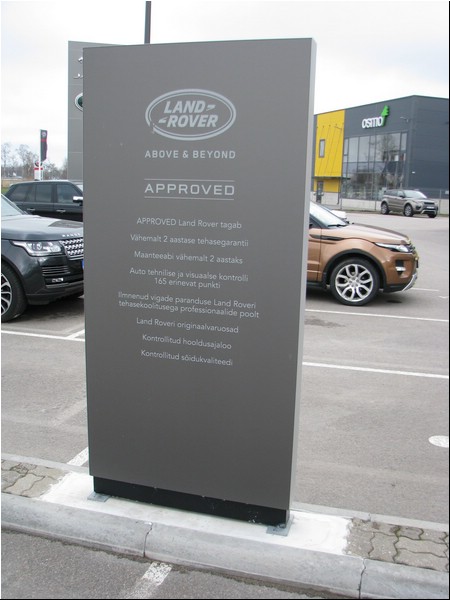 LAND
ROVER
ABOVE & BEYOND
APPROVED
APPROVED Land Rover tagab
Vähemalt 2 aastase tehasegarantii
Maanteeabi vähemalt 2 aastaks
Auto tehnilise ja visuaalse kontrolli
165 erinevat punkti
Ilmnenud vigade paranduse Land Roveri
tehasekoolitusega professionaalide poolt
Land Roveri originaalvaruosad
Kontrollitud hooldusajaloo
Kontrollitud sõidukvaliteedi
osmo